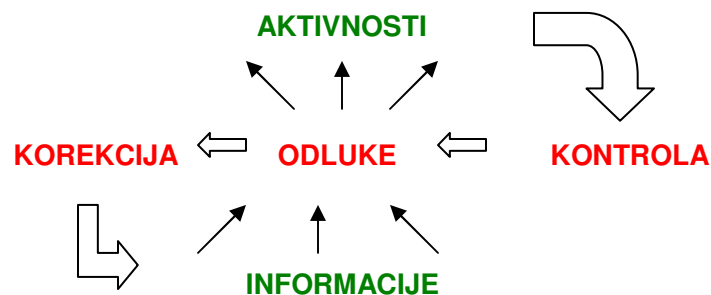 AKTIVNOSTI
KOREKCIJA ODLUKE KONTROLA
INFORMACIJE